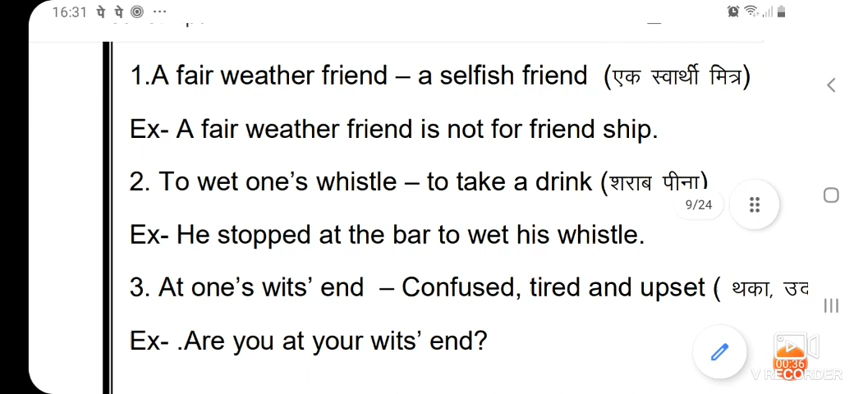 16:31 पे पे
1.A fair weather friend – a selfish friend (एक स्वार्थी मित्र)
Ex- A fair weather friend is not for friend ship.
2. To wet one's whistle – to take a drink (शराब पीना)
9/24
Ex- He stopped at the bar to wet his whistle.
3. At one's wits' end – Confused, tired and upset ( थका,
Ex- .Are you at your wits' end?
00:36
V RECORDER